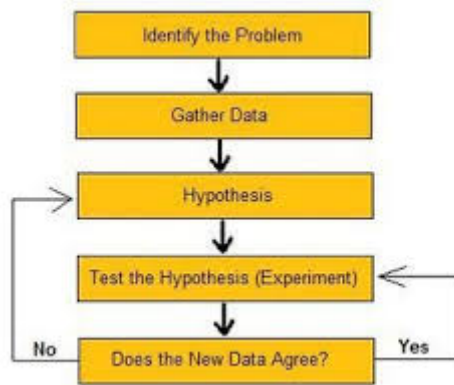 Identify the Problem
Gather Data
Hypothesis
Test the Hypothesis (Experiment)
No
Yes
Does the New Data Agree?